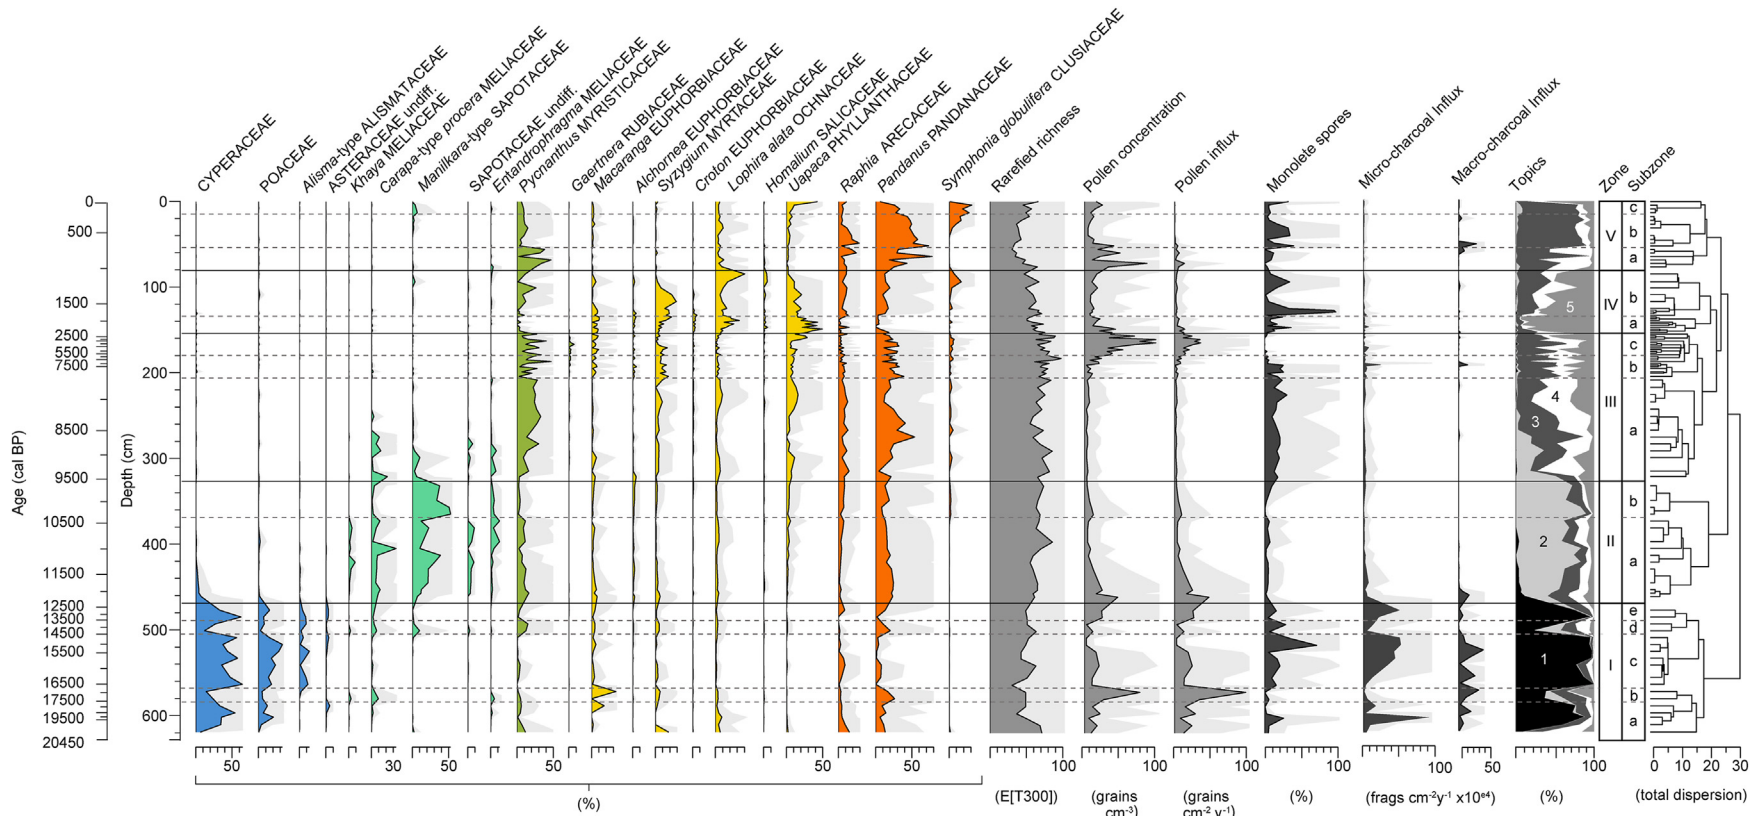 CYPERACEAE
POACEAE
Alisma-type ALISMATACEAE
ASTERACEAE undiff.
Khaya MELIACEAE
Carapa-type procera MELIACEAE
Manilkara-type SAPOTACEAE
SAPOTACEAE undiff.
Entandrophragma MELIACEAE
Pycnanthus MYRISTICACEAE
Gaertnera RUBIACEAE
Macaranga EUPHORBIACEAE
Alchornea EUPHORBIACEAE
Syzygium MYRTACEAE
Croton EUPHORBIACEAE
Lophira alata OCHNACEAE
Homalium SALICACEAE
Uapaca PHYLLANTHACEAE
Raphia ARECACEAE
Pandanus PANDANACEAE
Symphonia globulifera CLUSIACEAE
Rarefied richness
Pollen concentration
Pollen influx
Monolete spores
Micro-charcoal Influx
Macro-charcoal Influx
Topics
Zone
Subzone
Age (cal BP)
0
500
1500
2500
5500
7500
8500
9500
10500
11500
12500
13500
14500
15500
16500
17500
19500
20450
Depth (cm)
0
100
200
300
400
500
600
5
4
3
2
1
V
IV
III
II
I
c
b
a
b
a
c
b
b
a
b
a
e
d
c
b
a
50 30 50 50 50 50 100 100 100 100 100 50 100 0 10 20 30
(%)
(E[T300])
(grains cm-3)
(grains cm-2 y-1)
(%)
(frags cm-2y-1 x10e4)
(%)
(total dispersion)